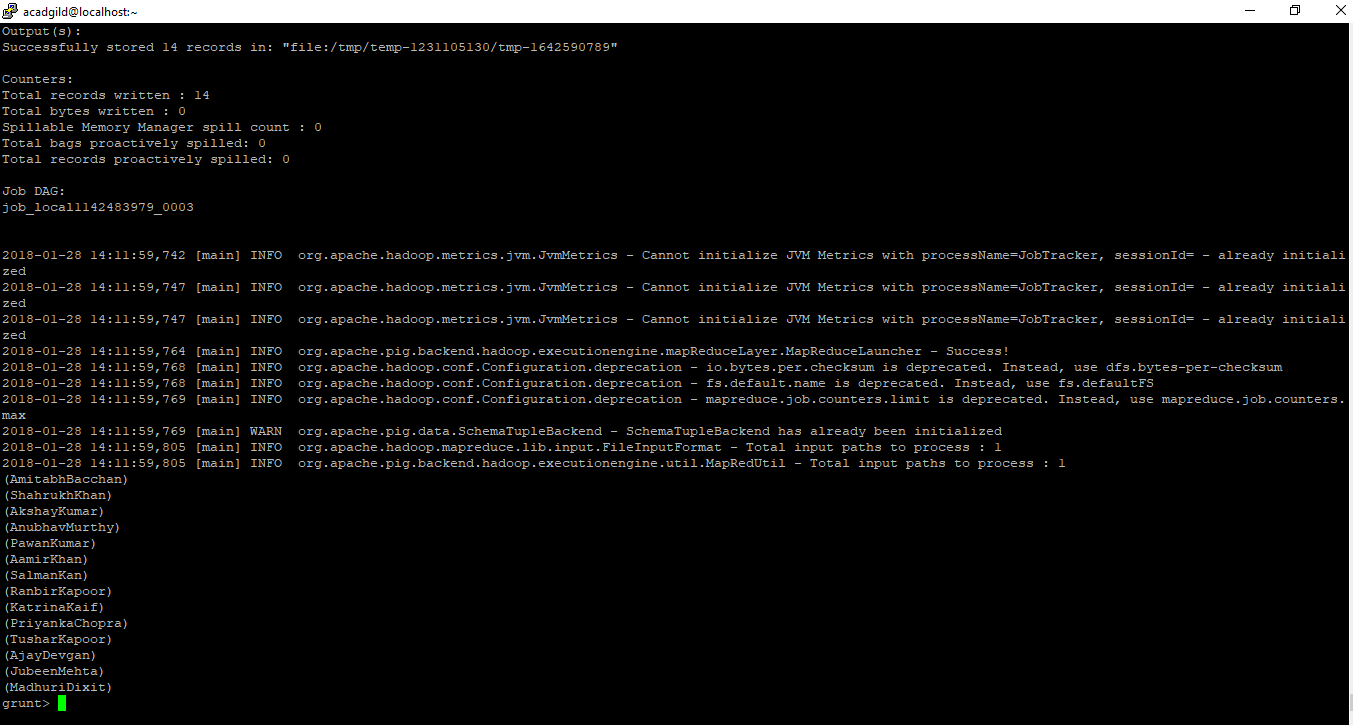 acadgild@localhost:~
Output(s):
Successfully stored 14 records in: "file:/tmp/temp-1231105130/tmp-1642590789"
Counters:
Total records written : 14
Total bytes written : 0
Spillable Memory Manager spill count : 0
Total bags proactively spilled: 0
Total records proactively spilled: 0
Job DAG:
job_local1142483979_0003
2018-01-28 14:11:59,742 [main] INFO  org.apache.hadoop.metrics.jvm.JvmMetrics - Cannot initialize JVM Metrics with processName=JobTracker, sessionId= - already initiali
zed
2018-01-28 14:11:59,747 [main] INFO  org.apache.hadoop.metrics.jvm.JvmMetrics - Cannot initialize JVM Metrics with processName=JobTracker, sessionId= - already initiali
zed
2018-01-28 14:11:59,747 [main] INFO  org.apache.hadoop.metrics.jvm.JvmMetrics - Cannot initialize JVM Metrics with processName=JobTracker, sessionId= - already initiali
zed
2018-01-28 14:11:59,764 [main] INFO  org.apache.pig.backend.hadoop.executionengine.mapReduceLayer.MapReduceLauncher - Success!
2018-01-28 14:11:59,768 [main] INFO  org.apache.hadoop.conf.Configuration.deprecation - io.bytes.per.checksum is deprecated. Instead, use dfs.bytes-per-checksum
2018-01-28 14:11:59,768 [main] INFO  org.apache.hadoop.conf.Configuration.deprecation - fs.default.name is deprecated. Instead, use fs.defaultFS
2018-01-28 14:11:59,769 [main] INFO  org.apache.hadoop.conf.Configuration.deprecation - mapreduce.job.counters.limit is deprecated. Instead, use mapreduce.job.counters.
max
2018-01-28 14:11:59,769 [main] WARN  org.apache.pig.data.SchemaTupleBackend - SchemaTupleBackend has already been initialized
2018-01-28 14:11:59,805 [main] INFO  org.apache.hadoop.mapreduce.lib.input.FileInputFormat - Total input paths to process : 1
2018-01-28 14:11:59,805 [main] INFO  org.apache.pig.backend.hadoop.executionengine.util.MapRedUtil - Total input paths to process : 1
(AmitabhBacchan)
(ShahrukhKhan)
(AkshayKumar)
(AnubhavMurthy)
(PawanKumar)
(AamirKhan)
(SalmanKan)
(RanbirKapoor)
(KatrinaKaif)
(PriyankaChopra)
(TusharKapoor)
(AjayDevgan)
(JubeenMehta)
(MadhuriDixit)
grunt>